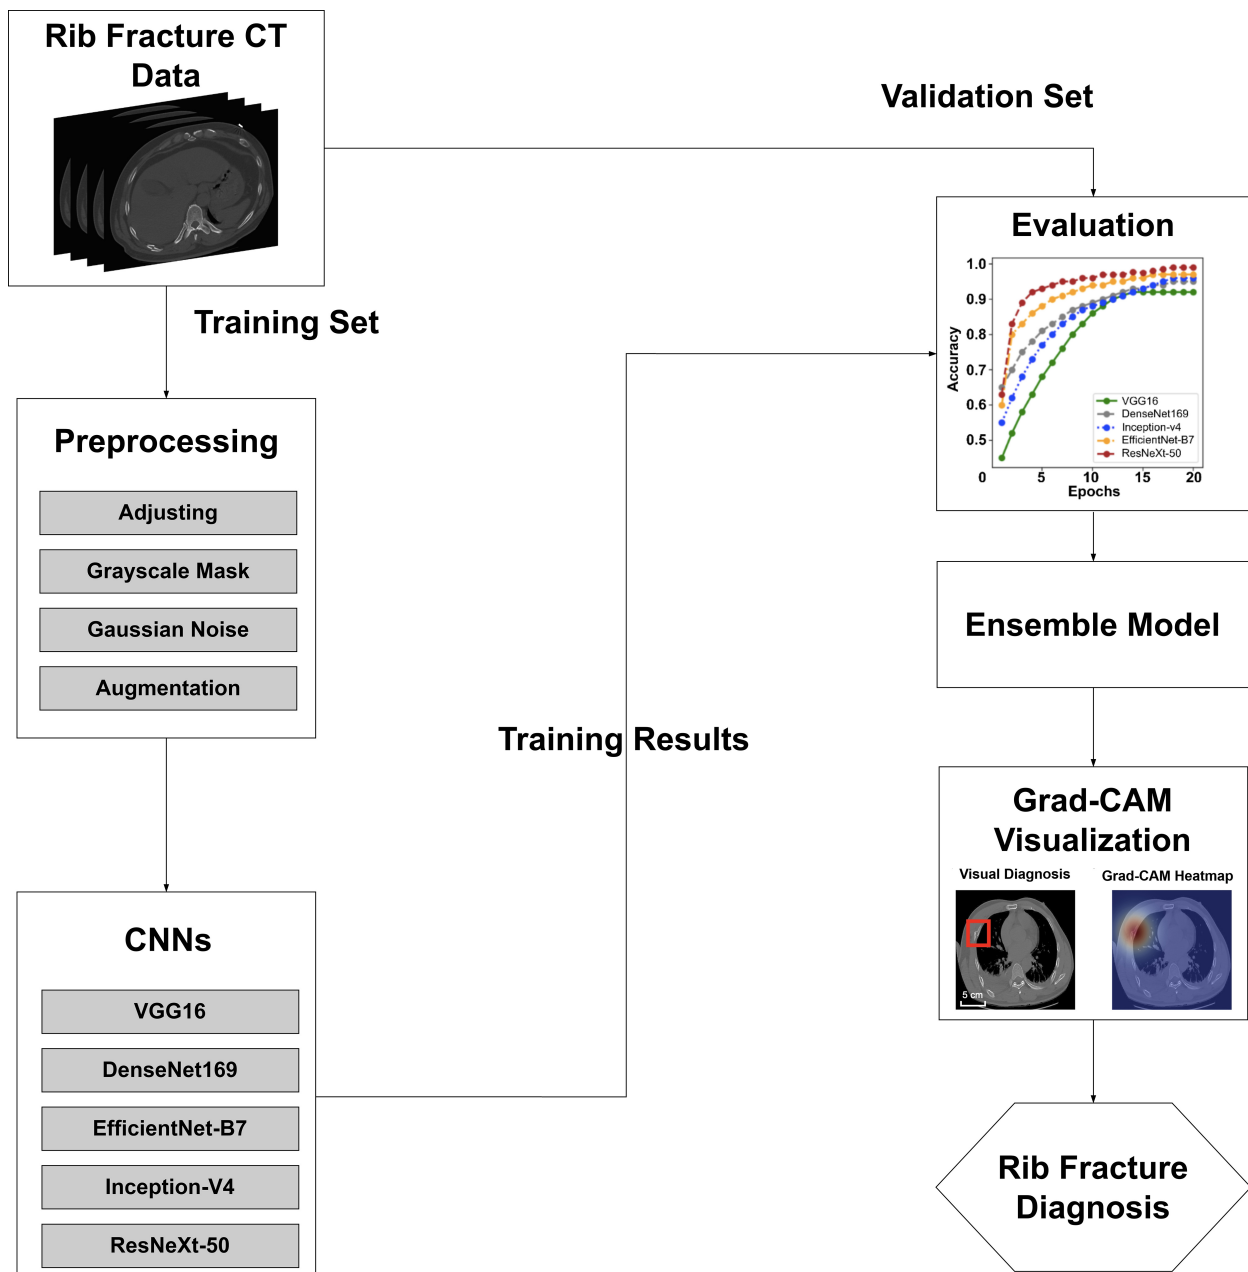 Rib Fracture CT
Data
Training Set
Preprocessing
Adjusting
Grayscale Mask
Gaussian Noise
Augmentation
CNNs
VGG16
DenseNet169
EfficientNet-B7
Inception-V4
ResNeXt-50
Training Results
Validation Set
Evaluation
Accuracy
1.0
0.9
0.8
0.7
0.6
0.5
0 5 10 15 20
Epochs
VGG16
DenseNet169
Inception-v4
EfficientNet-B7
ResNeXt-50
Ensemble Model
Grad-CAM
Visualization
Visual Diagnosis
Grad-CAM Heatmap
5 cm
Rib Fracture
Diagnosis